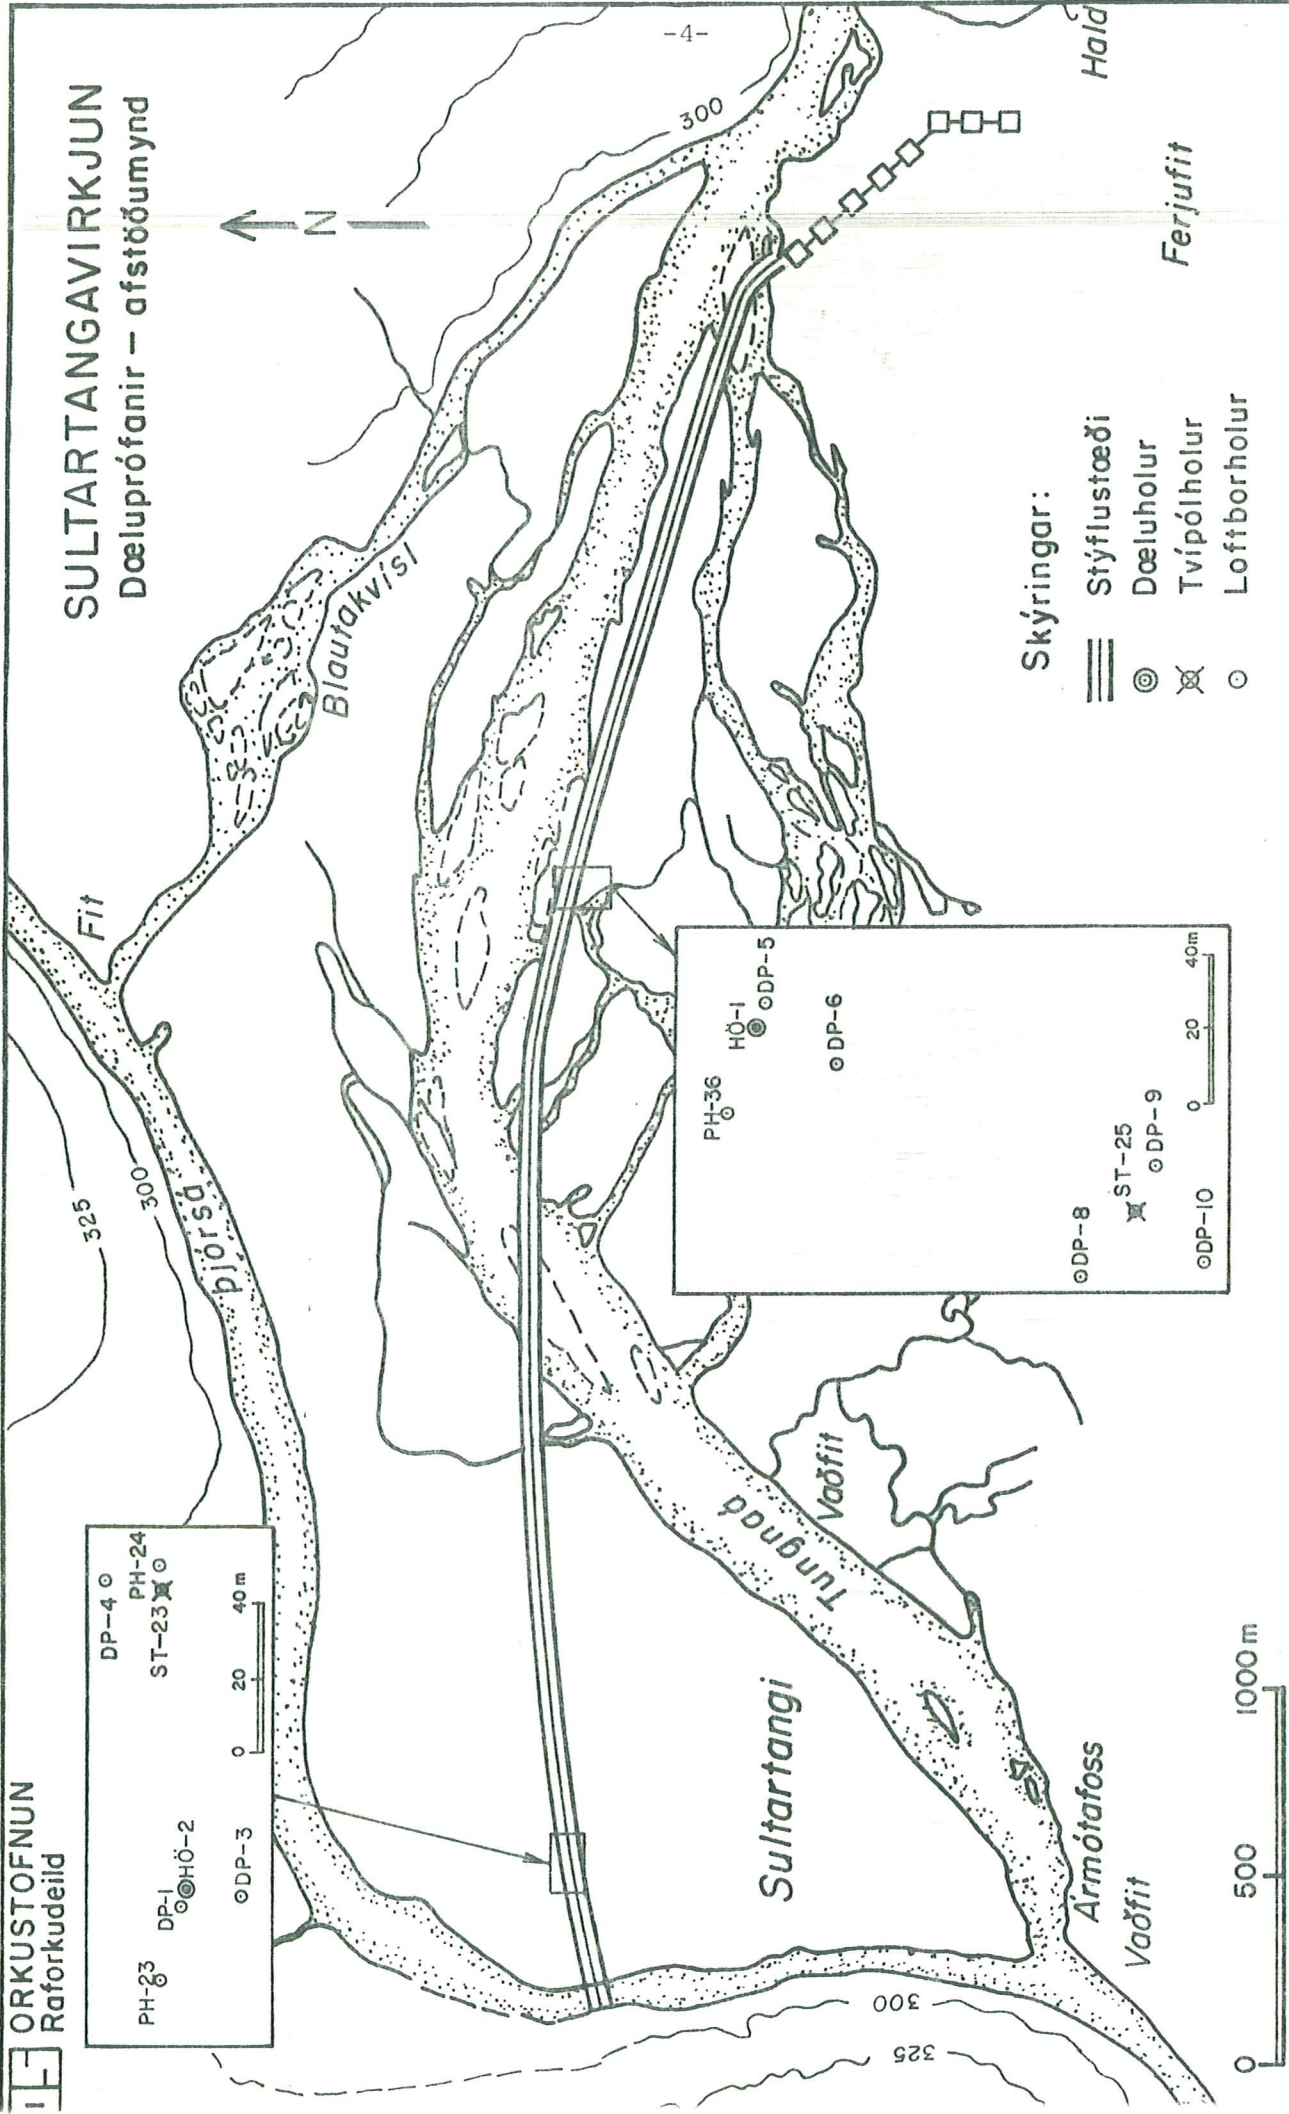 -4-
ORKUSTOFNUN
Raforkudeild
SULTARTANGAVIRKJUN
Dæluprófanir – afstöðumynd
N
325
300
300
Fit
Þjórsá
Blautakvísl
Hald
Ferjufit
PH-23
DP-1
HÖ-2
DP-3
DP-4
PH-24
ST-23
0 20 40 m
PH-36
HÖ-1
DP-5
DP-6
DP-8
ST-25
DP-9
DP-10
0 20 40m
Sultartangi
Tungnaá
Vaðfit
Ármótafoss
Vaðfit
300
325
Skýringar:
Stýflustæði
Dæluholur
Tvípólholur
Loftborholur
0 500 1000m